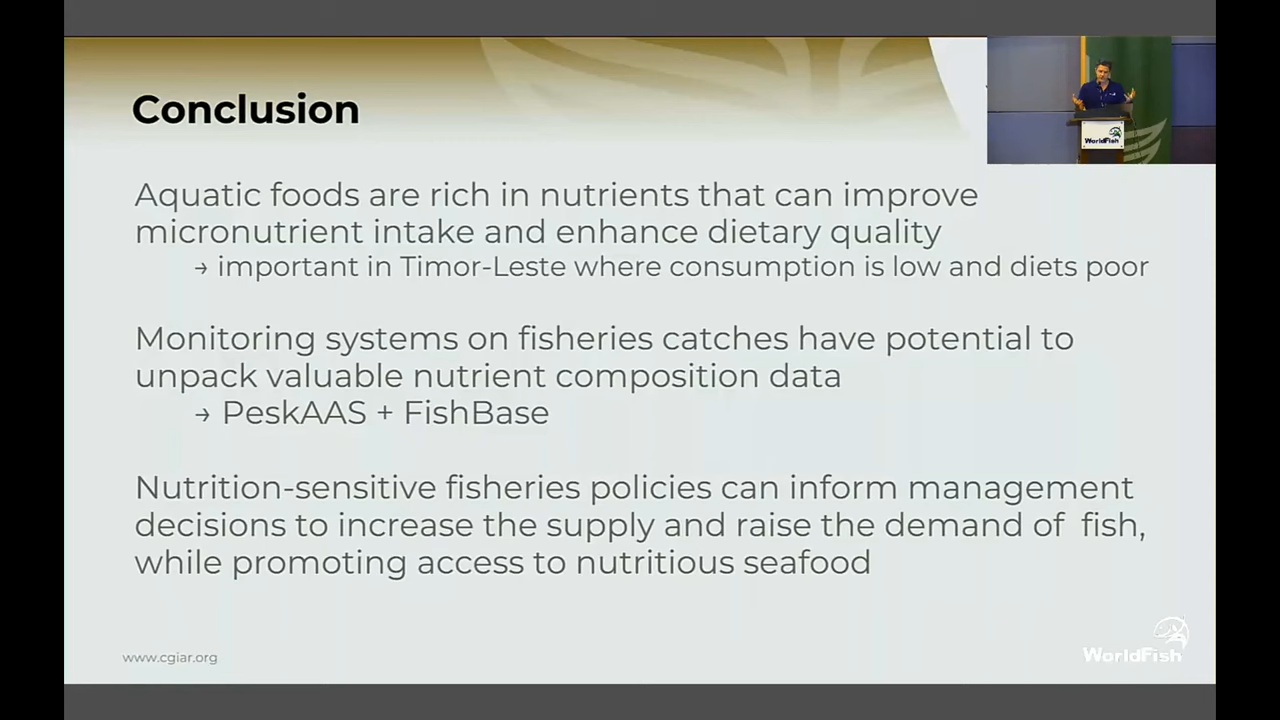 Conclusion
WorldFish
Aquatic foods are rich in nutrients that can improve
micronutrient intake and enhance dietary quality
→ important in Timor-Leste where consumption is low and diets poor
Monitoring systems on fisheries catches have potential to
unpack valuable nutrient composition data
→ PeskAAS + FishBase
Nutrition-sensitive fisheries policies can inform management
decisions to increase the supply and raise the demand of fish,
while promoting access to nutritious seafood
www.cgiar.org
WorldFish